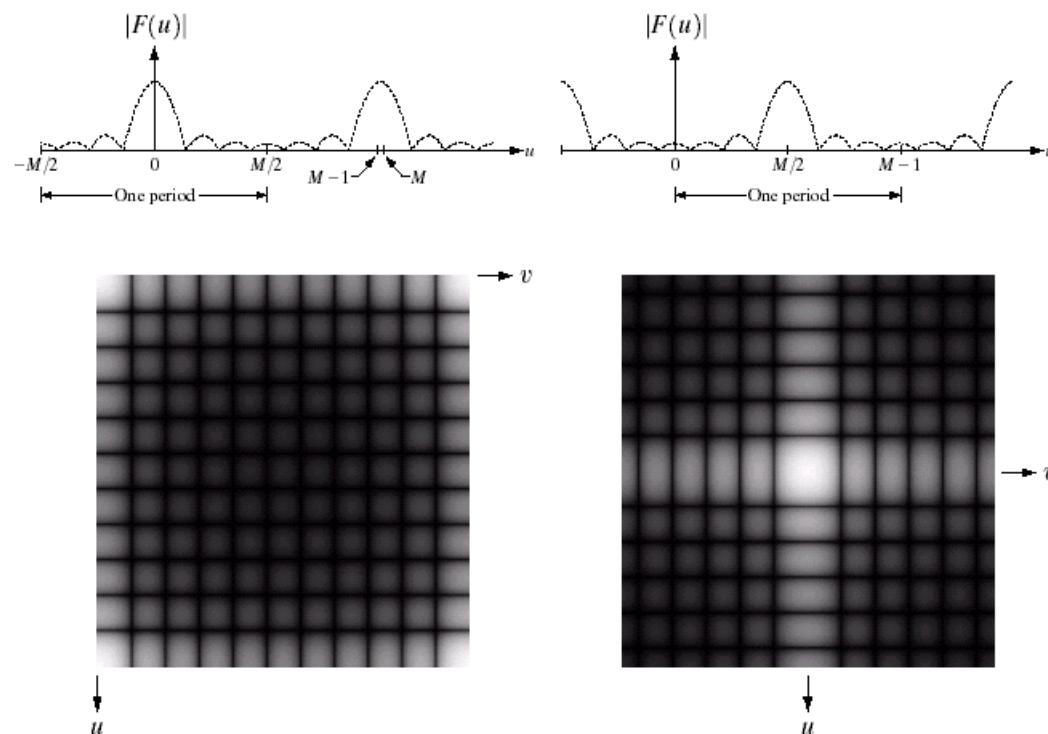 |F(u)|
|F(u)|
−M/2 0 M/2 M − 1 M u
0 M/2 M − 1
One period
One period
v
u
u